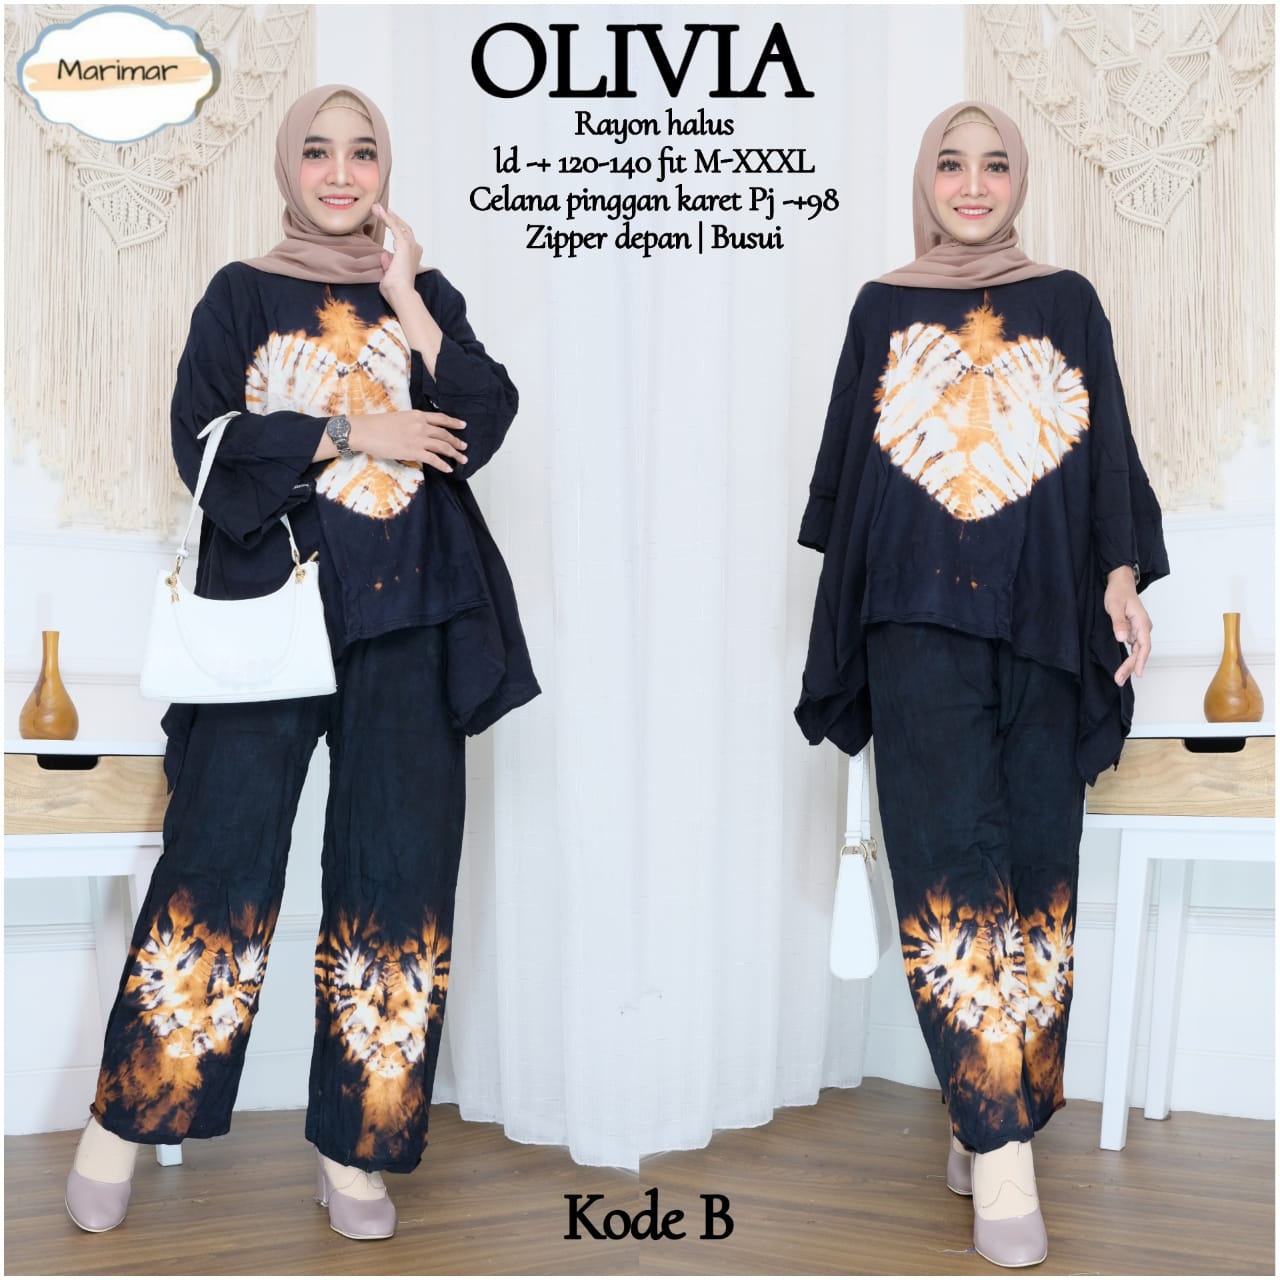 Marimar
OLIVIA
Rayon halus
ld -+ 120-140 fit M-XXXL
Celana pinggan karet Pj -+98
Zipper depan | Busui
Kode B